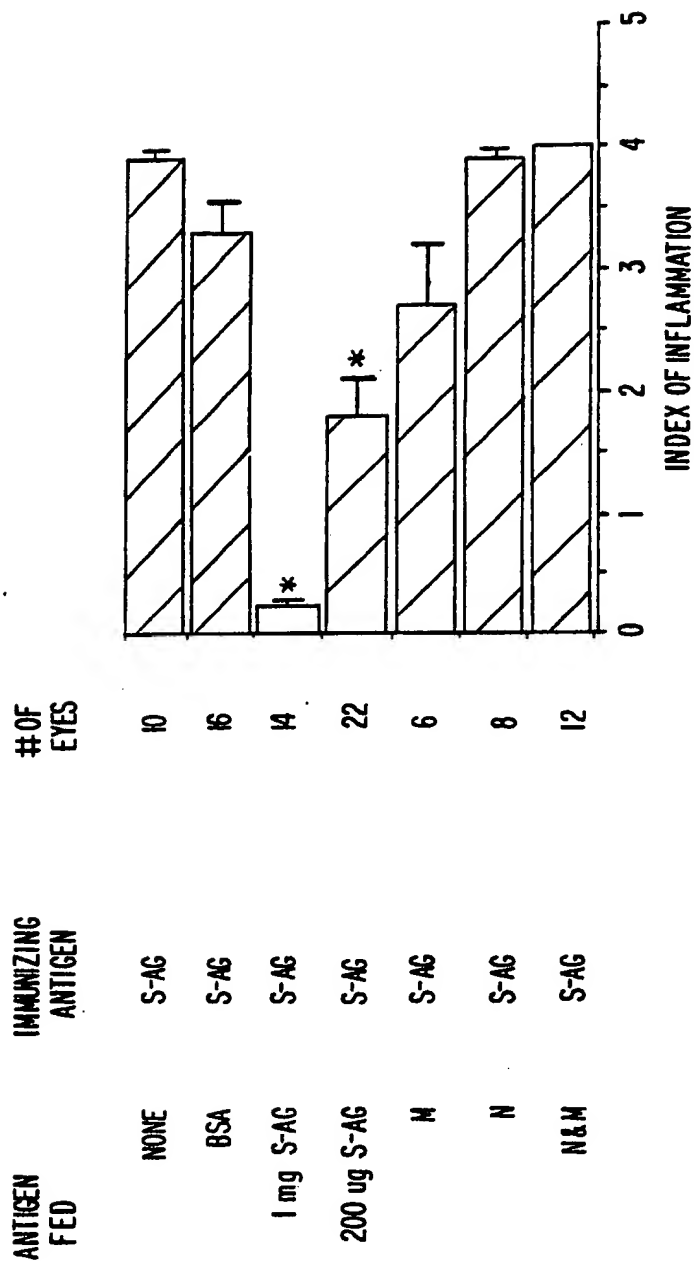 ANTIGEN FED IMMUNIZING ANTIGEN # OF EYES
NONE S-AG 10
BSA S-AG 16
1 mg S-AG S-AG 14 *
200 ug S-AG S-AG 22 *
M S-AG 6
N S-AG 8
N & M S-AG 12
0 1 2 3 4 5
INDEX OF INFLAMMATION